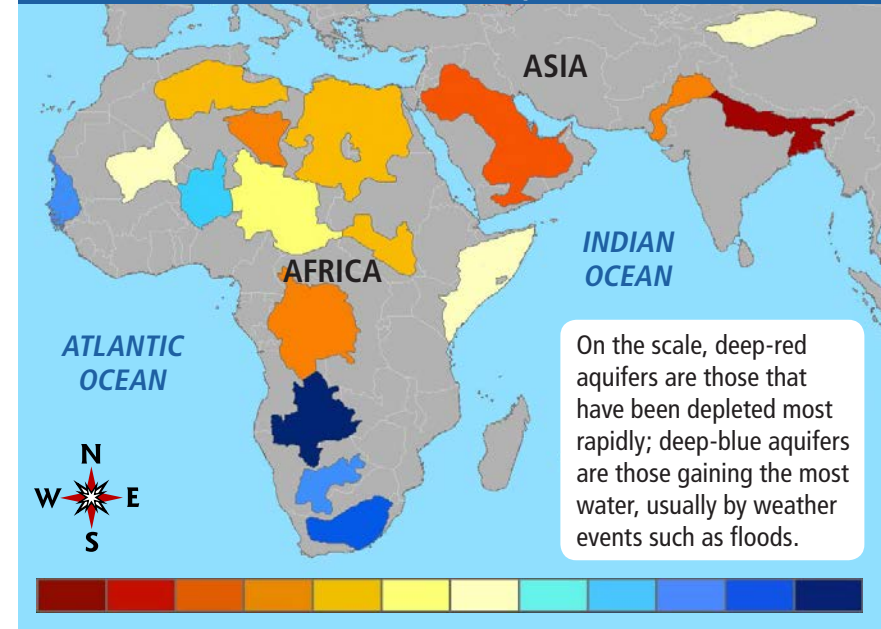 ASIA
AFRICA
INDIAN
OCEAN
ATLANTIC
OCEAN
On the scale, deep-red
aquifers are those that
have been depleted most
rapidly; deep-blue aquifers
are those gaining the most
water, usually by weather
events such as floods.
N
W E
S